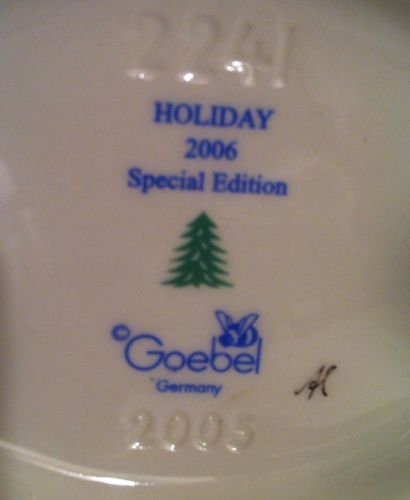 2241
HOLIDAY
2006
Special Edition
©Goebel
Germany
2005